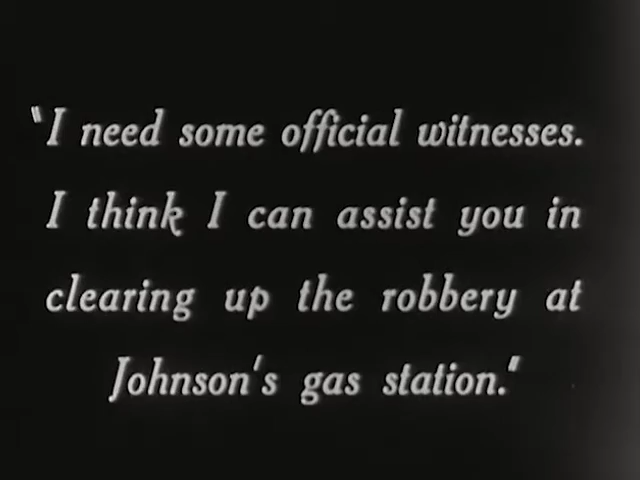 "I need some official witnesses.
I think I can assist you in
clearing up the robbery at
Johnson's gas station."